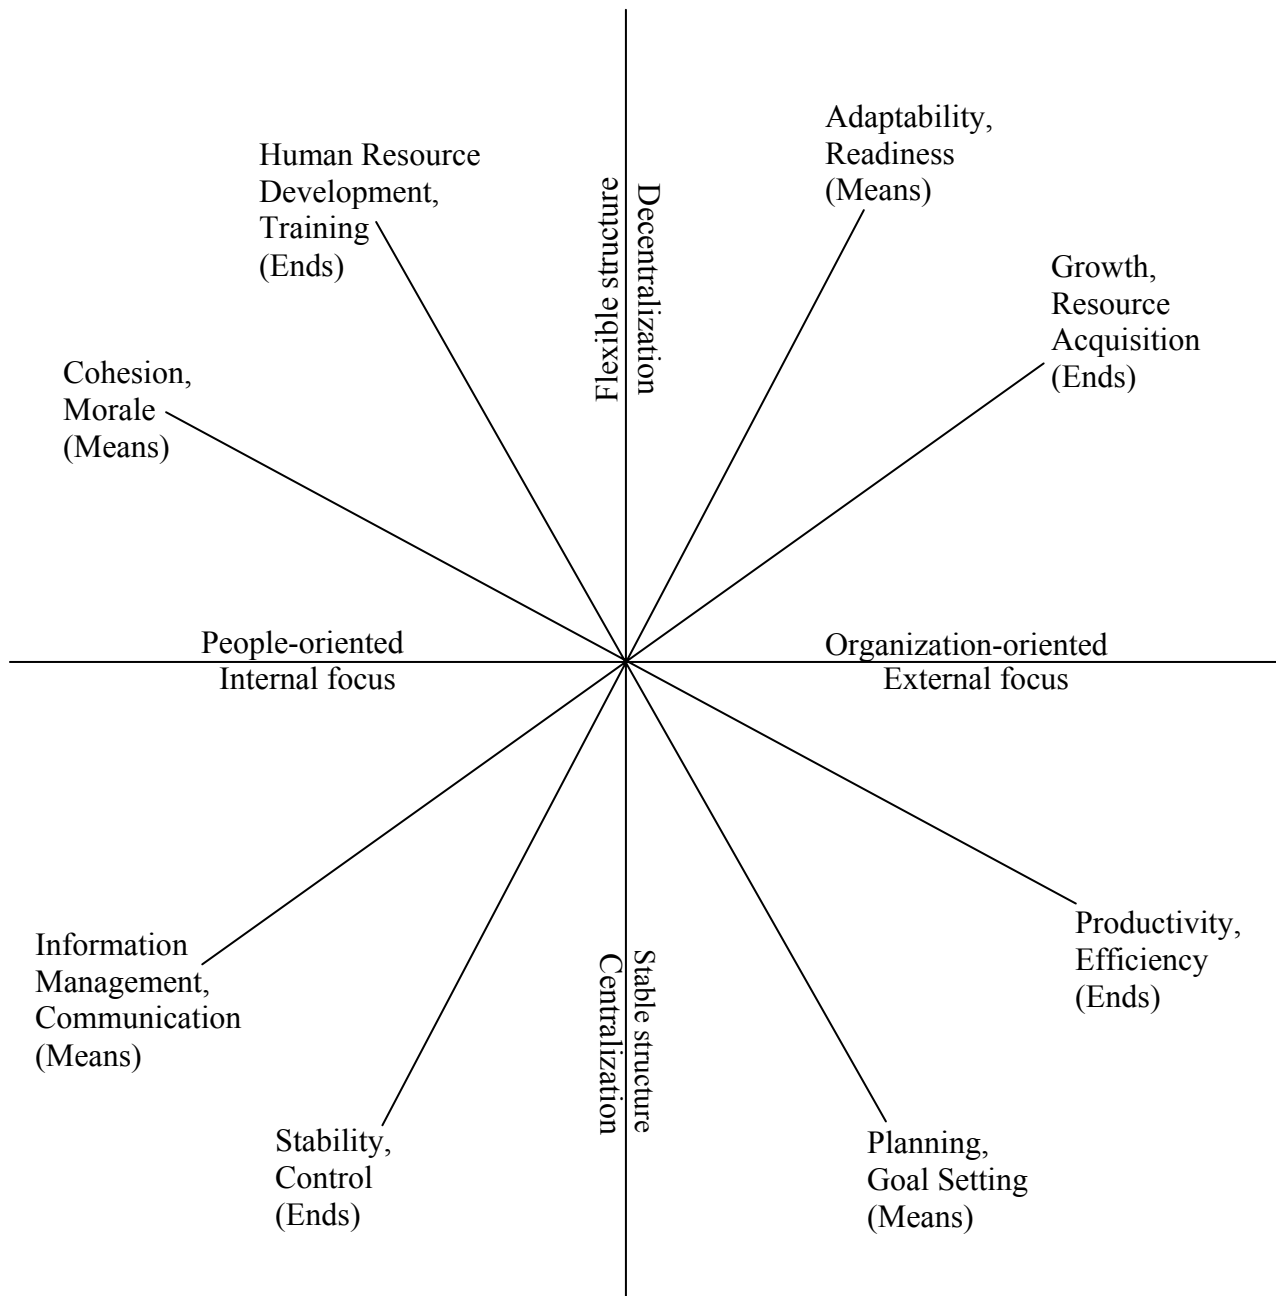 Adaptability,
Readiness
(Means)
Human Resource
Development,
Training
(Ends)
Flexible structure
Decentralization
Growth,
Resource
Acquisition
(Ends)
Cohesion,
Morale
(Means)
People-oriented
Internal focus
Organization-oriented
External focus
Information
Management,
Communication
(Means)
Stable structure
Centralization
Productivity,
Efficiency
(Ends)
Stability,
Control
(Ends)
Planning,
Goal Setting
(Means)